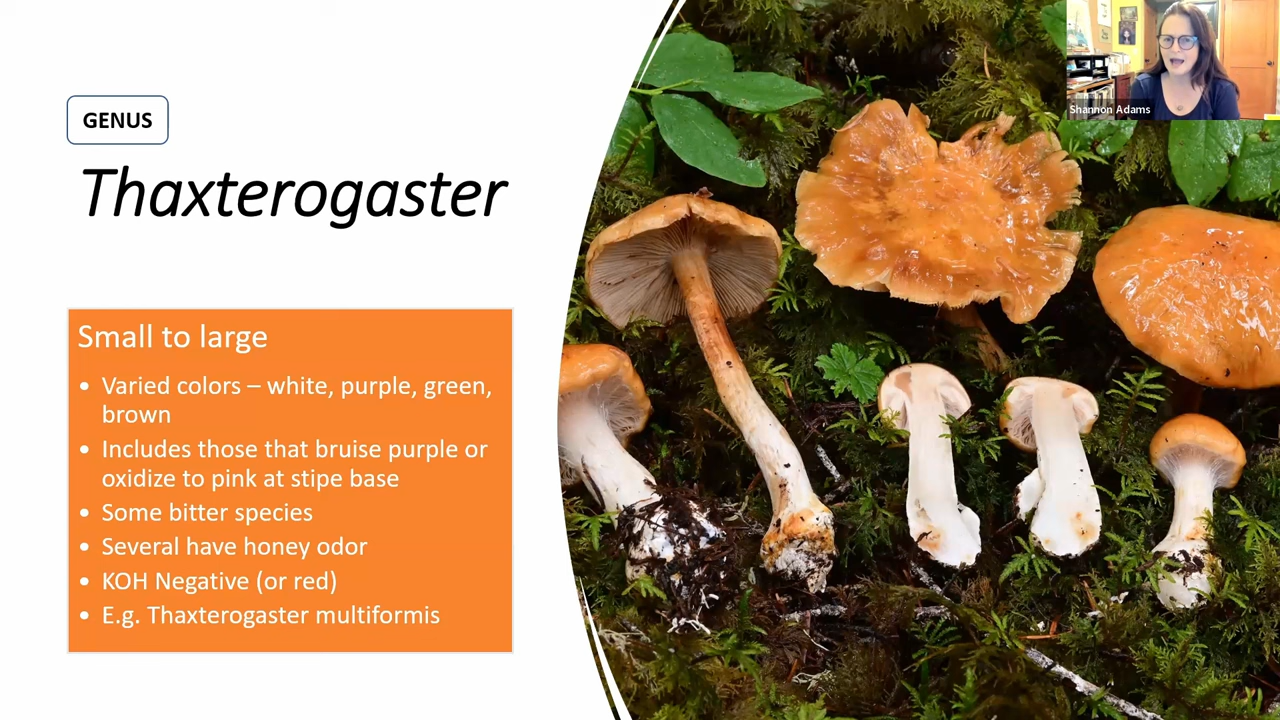 GENUS
Thaxterogaster
Small to large
• Varied colors – white, purple, green,
brown
• Includes those that bruise purple or
oxidize to pink at stipe base
• Some bitter species
• Several have honey odor
• KOH Negative (or red)
• E.g. Thaxterogaster multiformis
Shannon Adams